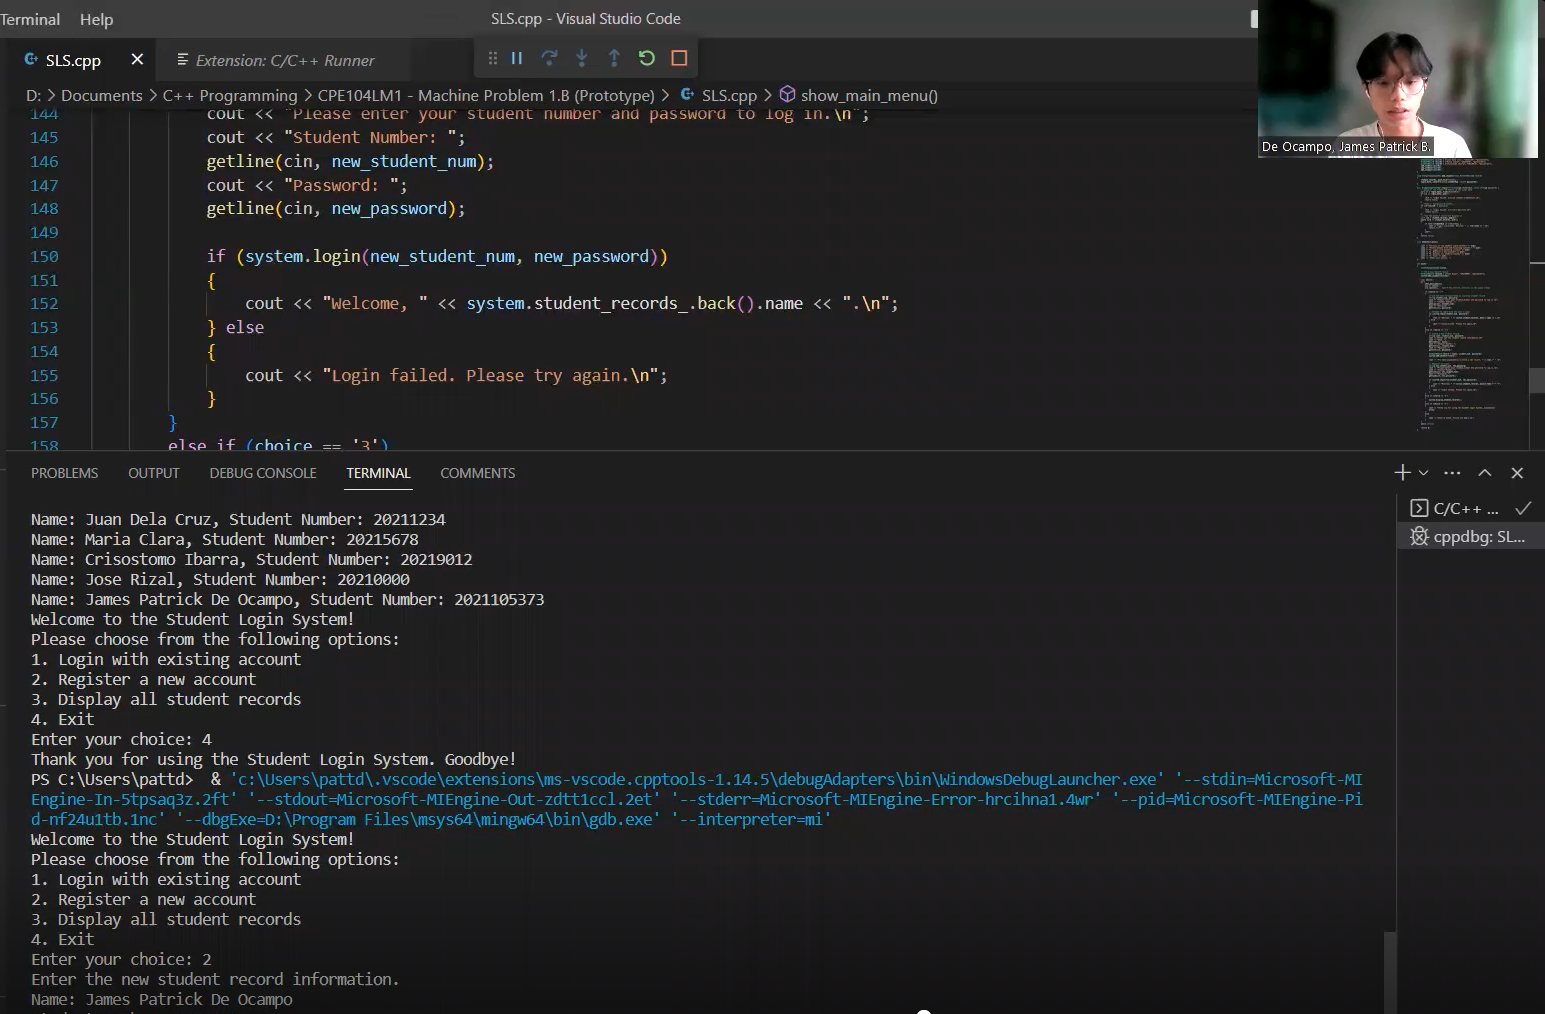 Terminal Help SLS.cpp - Visual Studio Code
SLS.cpp Extension: C/C++ Runner
D: > Documents > C++ Programming > CPE104LM1 - Machine Problem 1.B (Prototype) > SLS.cpp > show_main_menu()
De Ocampo, James Patrick B.
144 cout << "Please enter your student number and password to log in.\n";
145 cout << "Student Number: ";
146 getline(cin, new_student_num);
147 cout << "Password: ";
148 getline(cin, new_password);
149
150 if (system.login(new_student_num, new_password))
151 {
152 cout << "Welcome, " << system.student_records_.back().name << ".\n";
153 } else
154 {
155 cout << "Login failed. Please try again.\n";
156 }
157 }
158 else if (choice == '3')
PROBLEMS OUTPUT DEBUG CONSOLE TERMINAL COMMENTS
C/C++ ...
cppdbg: SL...
Name: Juan Dela Cruz, Student Number: 20211234
Name: Maria Clara, Student Number: 20215678
Name: Crisostomo Ibarra, Student Number: 20219012
Name: Jose Rizal, Student Number: 20210000
Name: James Patrick De Ocampo, Student Number: 2021105373
Welcome to the Student Login System!
Please choose from the following options:
1. Login with existing account
2. Register a new account
3. Display all student records
4. Exit
Enter your choice: 4
Thank you for using the Student Login System. Goodbye!
PS C:\Users\pattd> & 'c:\Users\pattd\.vscode\extensions\ms-vscode.cpptools-1.14.5\debugAdapters\bin\WindowsDebugLauncher.exe' '--stdin=Microsoft-MI
Engine-In-5tpsaq3z.2ft' '--stdout=Microsoft-MIEngine-Out-zdtt1ccl.2et' '--stderr=Microsoft-MIEngine-Error-hrcihna1.4wr' '--pid=Microsoft-MIEngine-Pi
d-nf24u1tb.1nc' '--dbgExe=D:\Program Files\msys64\mingw64\bin\gdb.exe' '--interpreter=mi'
Welcome to the Student Login System!
Please choose from the following options:
1. Login with existing account
2. Register a new account
3. Display all student records
4. Exit
Enter your choice: 2
Enter the new student record information.
Name: James Patrick De Ocampo